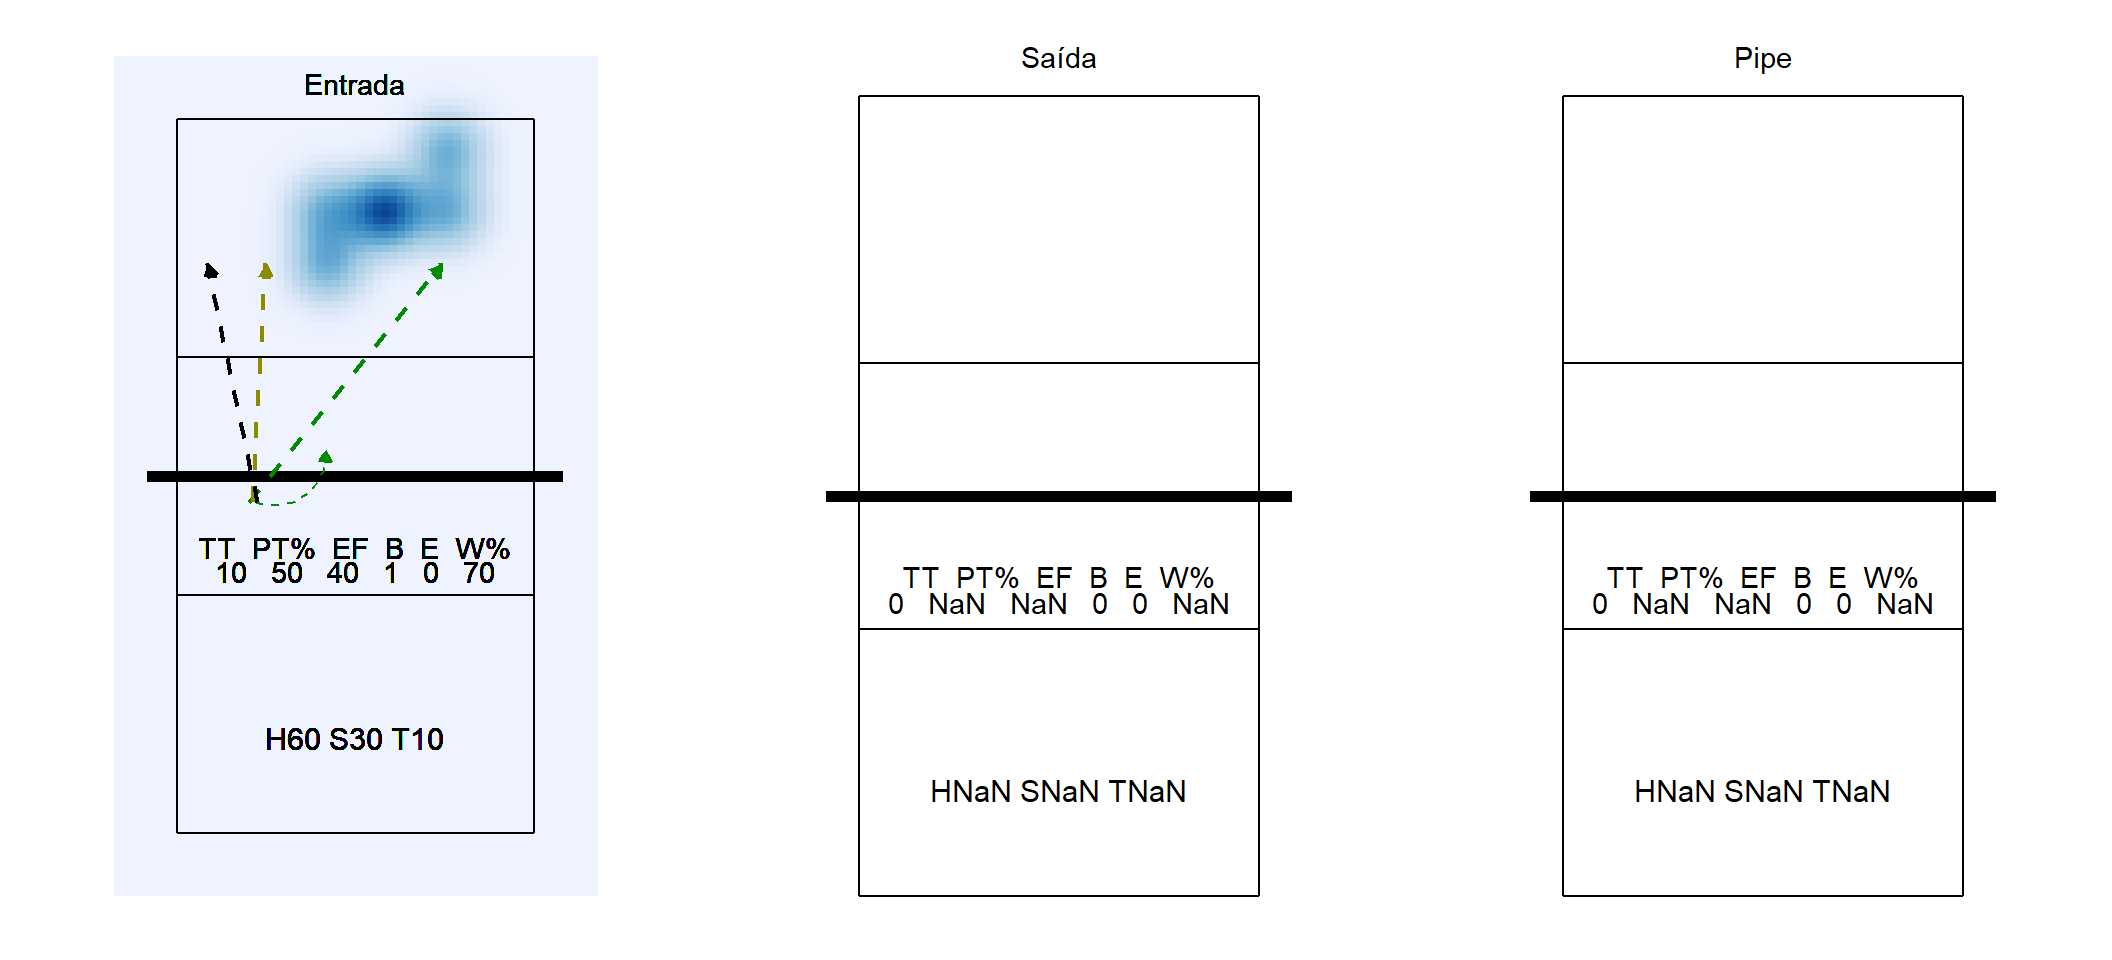 Entrada
TT PT% EF B E W%
10 50 40 1 0 70
H60 S30 T10
Saída
TT PT% EF B E W%
0 NaN NaN 0 0 NaN
HNaN SNaN TNaN
Pipe
TT PT% EF B E W%
0 NaN NaN 0 0 NaN
HNaN SNaN TNaN